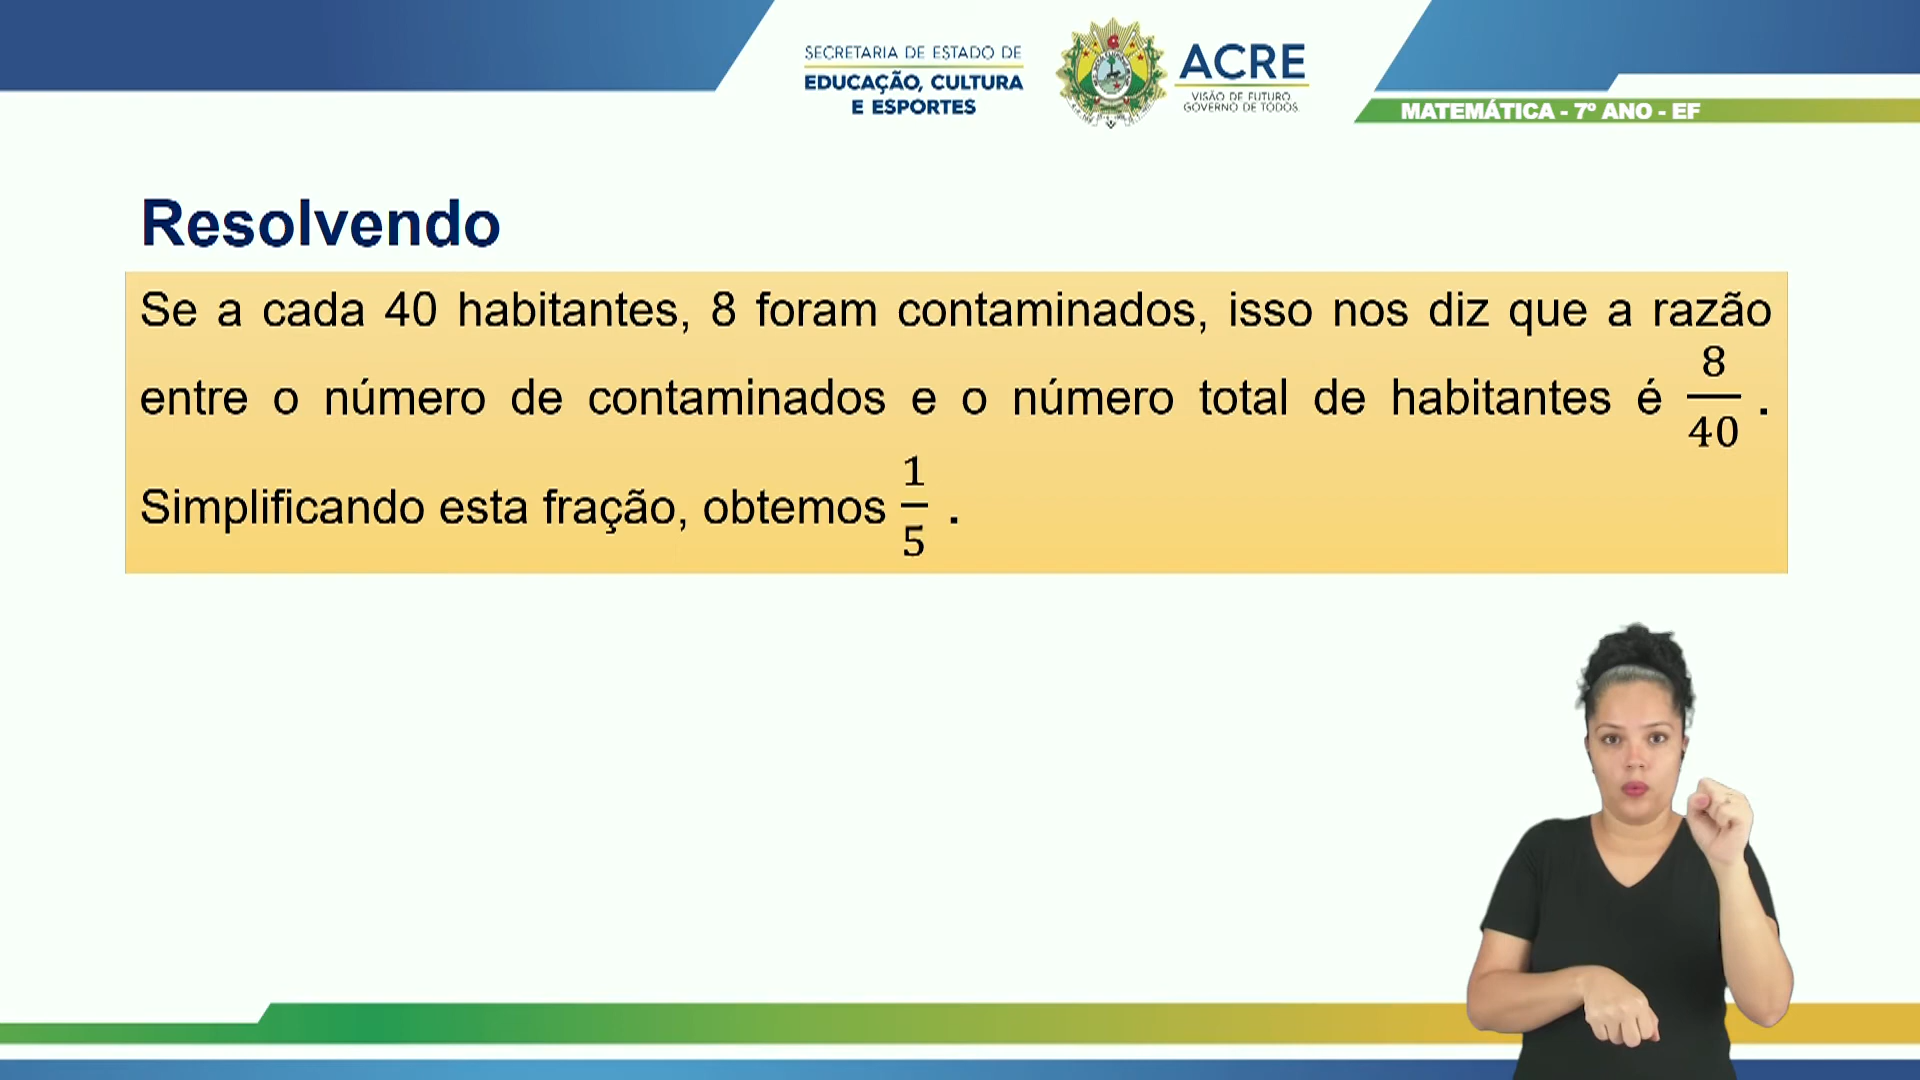 SECRETARIA DE ESTADO DE
EDUCAÇÃO, CULTURA
E ESPORTES
ACRE
VISÃO DE FUTURO
GOVERNO DE TODOS
MATEMÁTICA - 7º ANO - EF
Resolvendo
Se a cada 40 habitantes, 8 foram contaminados, isso nos diz que a razão
entre o número de contaminados e o número total de habitantes é 8/40 .
Simplificando esta fração, obtemos 1/5 .